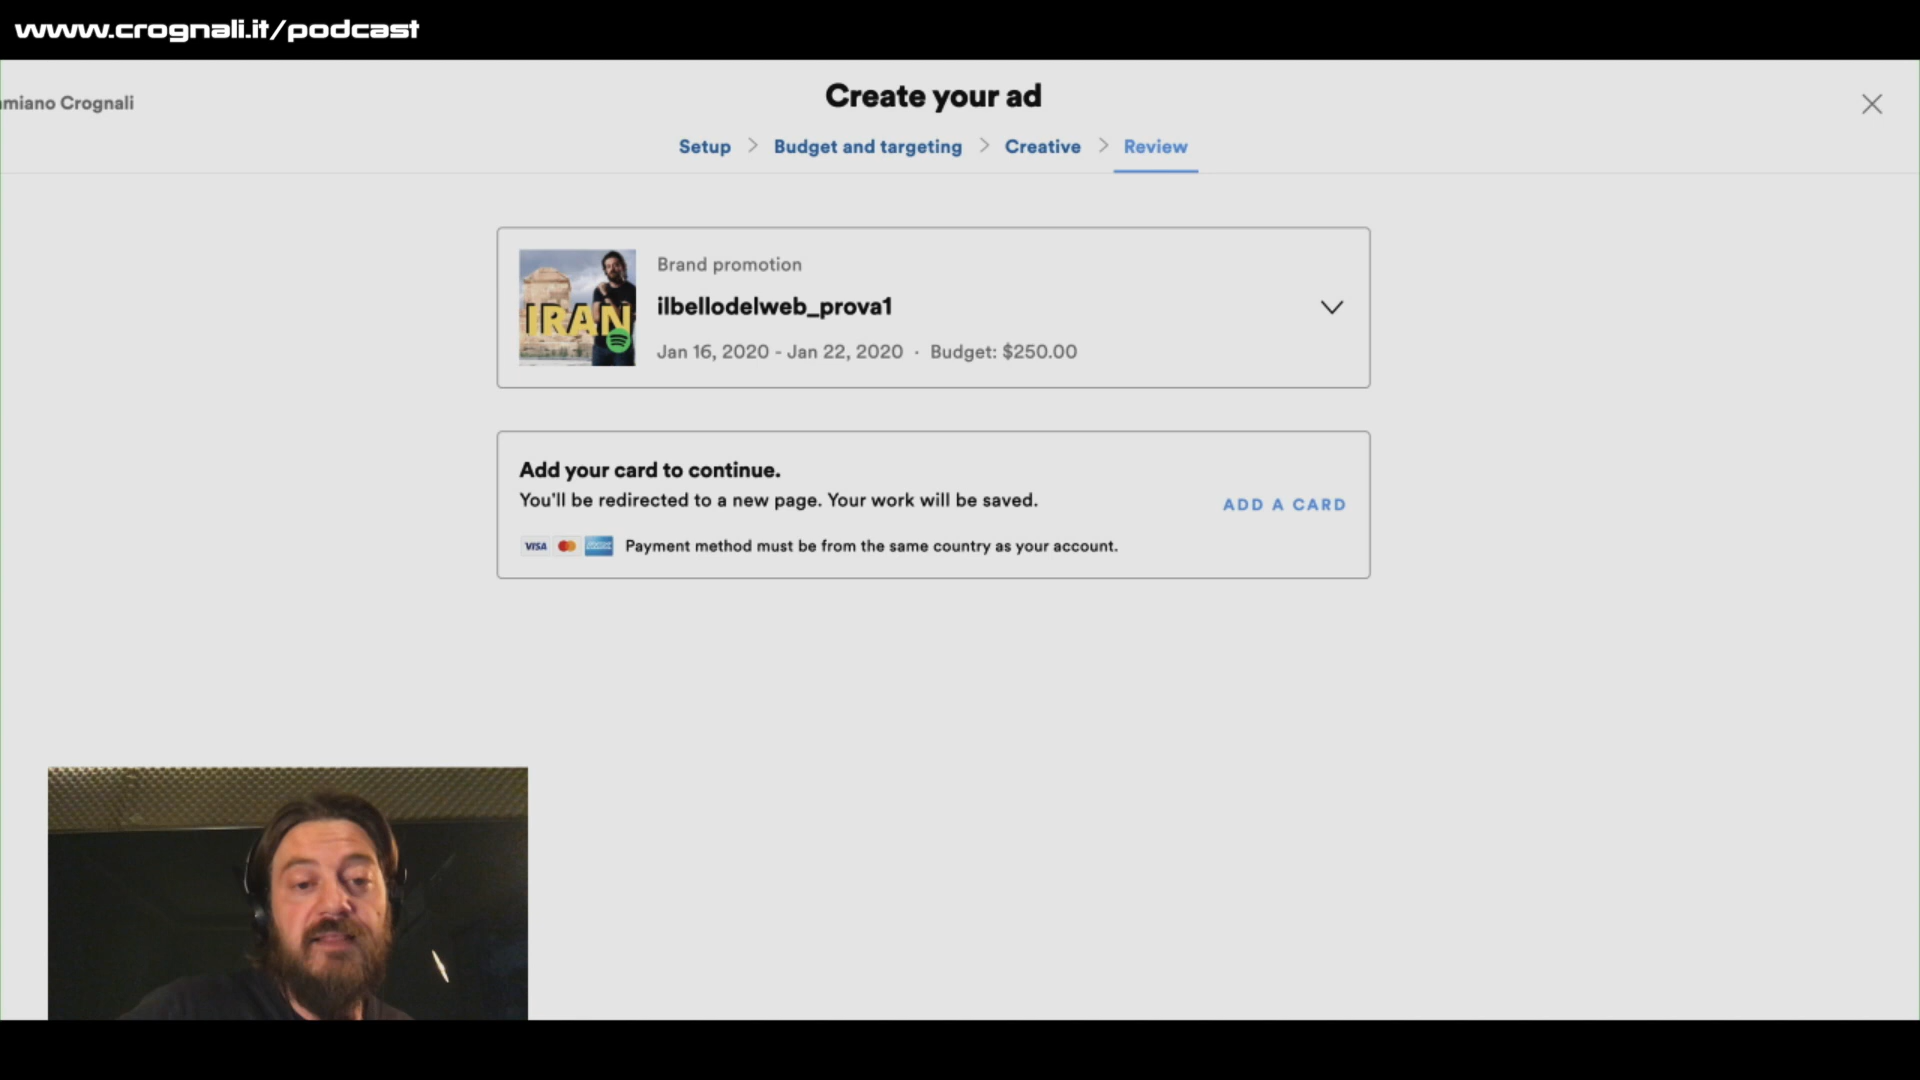 www.crognali.it/podcast
amiano Crognali
Create your ad
Setup > Budget and targeting > Creative > Review
IRAN
Brand promotion
ilbellodelweb_prova1
Jan 16, 2020 - Jan 22, 2020 · Budget: $250.00
Add your card to continue.
You'll be redirected to a new page. Your work will be saved.
ADD A CARD
VISA
Payment method must be from the same country as your account.